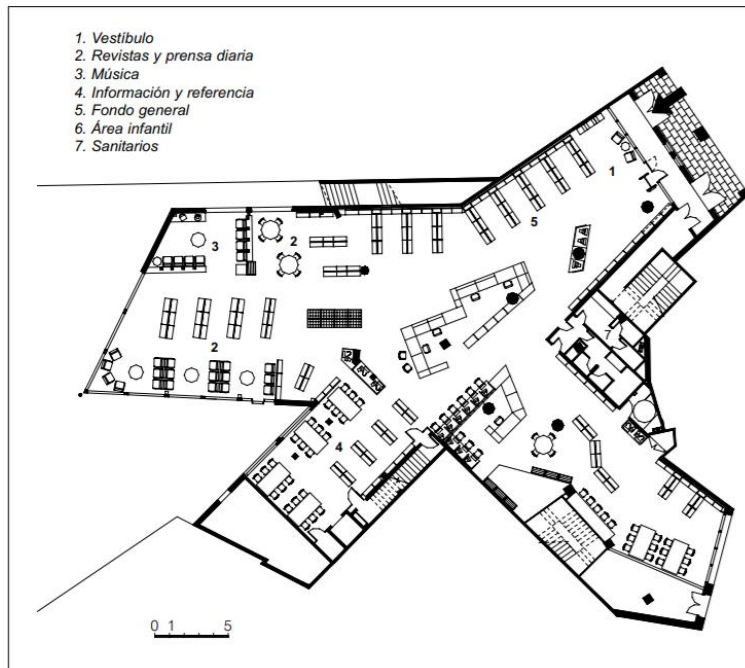 1. Vestíbulo
2. Revistas y prensa diaria
3. Música
4. Información y referencia
5. Fondo general
6. Área infantil
7. Sanitarios
1
5
2
3
7
2
4
0 1 5